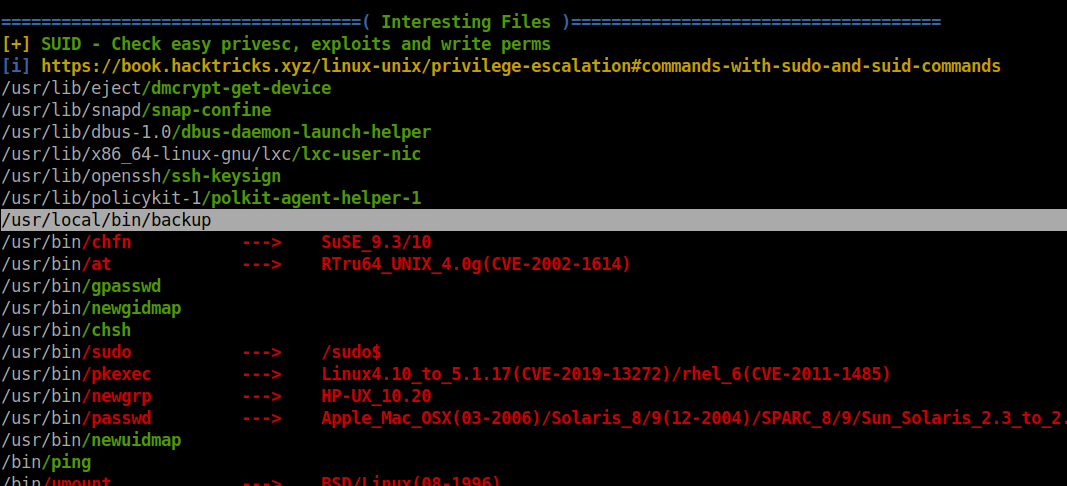 ====================================( Interesting Files )=====================================
[+] SUID - Check easy privesc, exploits and write perms
[i] https://book.hacktricks.xyz/linux-unix/privilege-escalation#commands-with-sudo-and-suid-commands
/usr/lib/eject/dmcrypt-get-device
/usr/lib/snapd/snap-confine
/usr/lib/dbus-1.0/dbus-daemon-launch-helper
/usr/lib/x86_64-linux-gnu/lxc/lxc-user-nic
/usr/lib/openssh/ssh-keysign
/usr/lib/policykit-1/polkit-agent-helper-1
/usr/local/bin/backup
/usr/bin/chfn           --->    SuSE_9.3/10
/usr/bin/at             --->    RTru64_UNIX_4.0g(CVE-2002-1614)
/usr/bin/gpasswd
/usr/bin/newgidmap
/usr/bin/chsh
/usr/bin/sudo           --->    /sudo$
/usr/bin/pkexec         --->    Linux4.10_to_5.1.17(CVE-2019-13272)/rhel_6(CVE-2011-1485)
/usr/bin/newgrp         --->    HP-UX_10.20
/usr/bin/passwd         --->    Apple_Mac_OSX(03-2006)/Solaris_8/9(12-2004)/SPARC_8/9/Sun_Solaris_2.3_to_2.
/usr/bin/newuidmap
/bin/ping
/bin/umount             --->    BSD/Linux(08-1996)